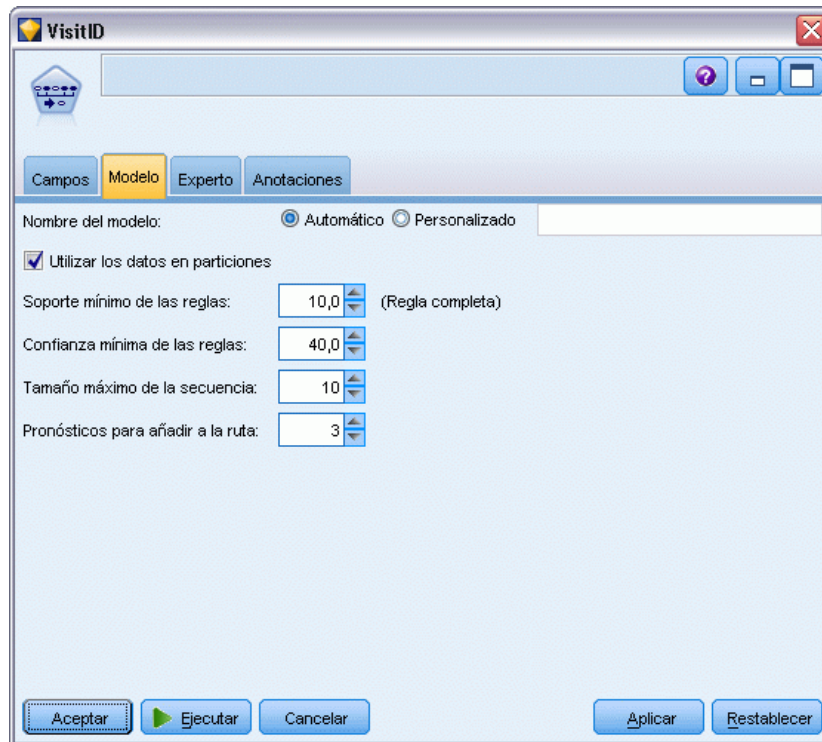 VisitID
Campos Modelo Experto Anotaciones
Nombre del modelo: Automático Personalizado
Utilizar los datos en particiones
Soporte mínimo de las reglas: 10,0 (Regla completa)
Confianza mínima de las reglas: 40,0
Tamaño máximo de la secuencia: 10
Pronósticos para añadir a la ruta: 3
Aceptar Ejecutar Cancelar Aplicar Restablecer